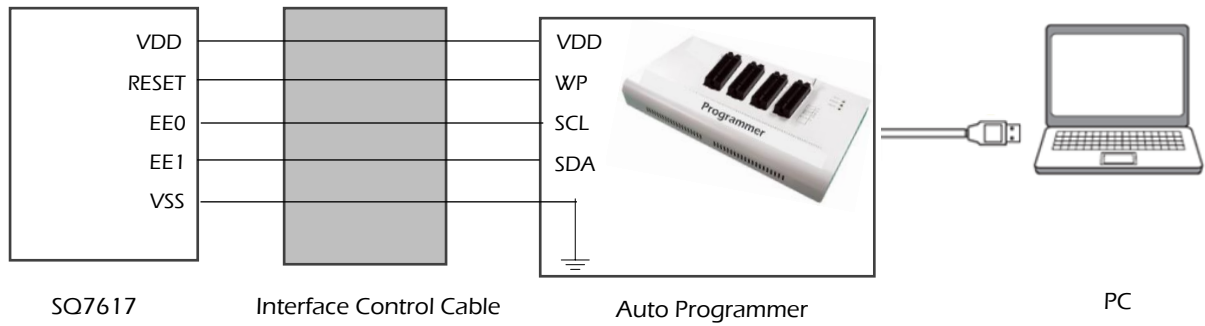 VDD
RESET
EE0
EE1
VSS
VDD
WP
SCL
SDA
Programmer
SQ7617
Interface Control Cable
Auto Programmer
PC